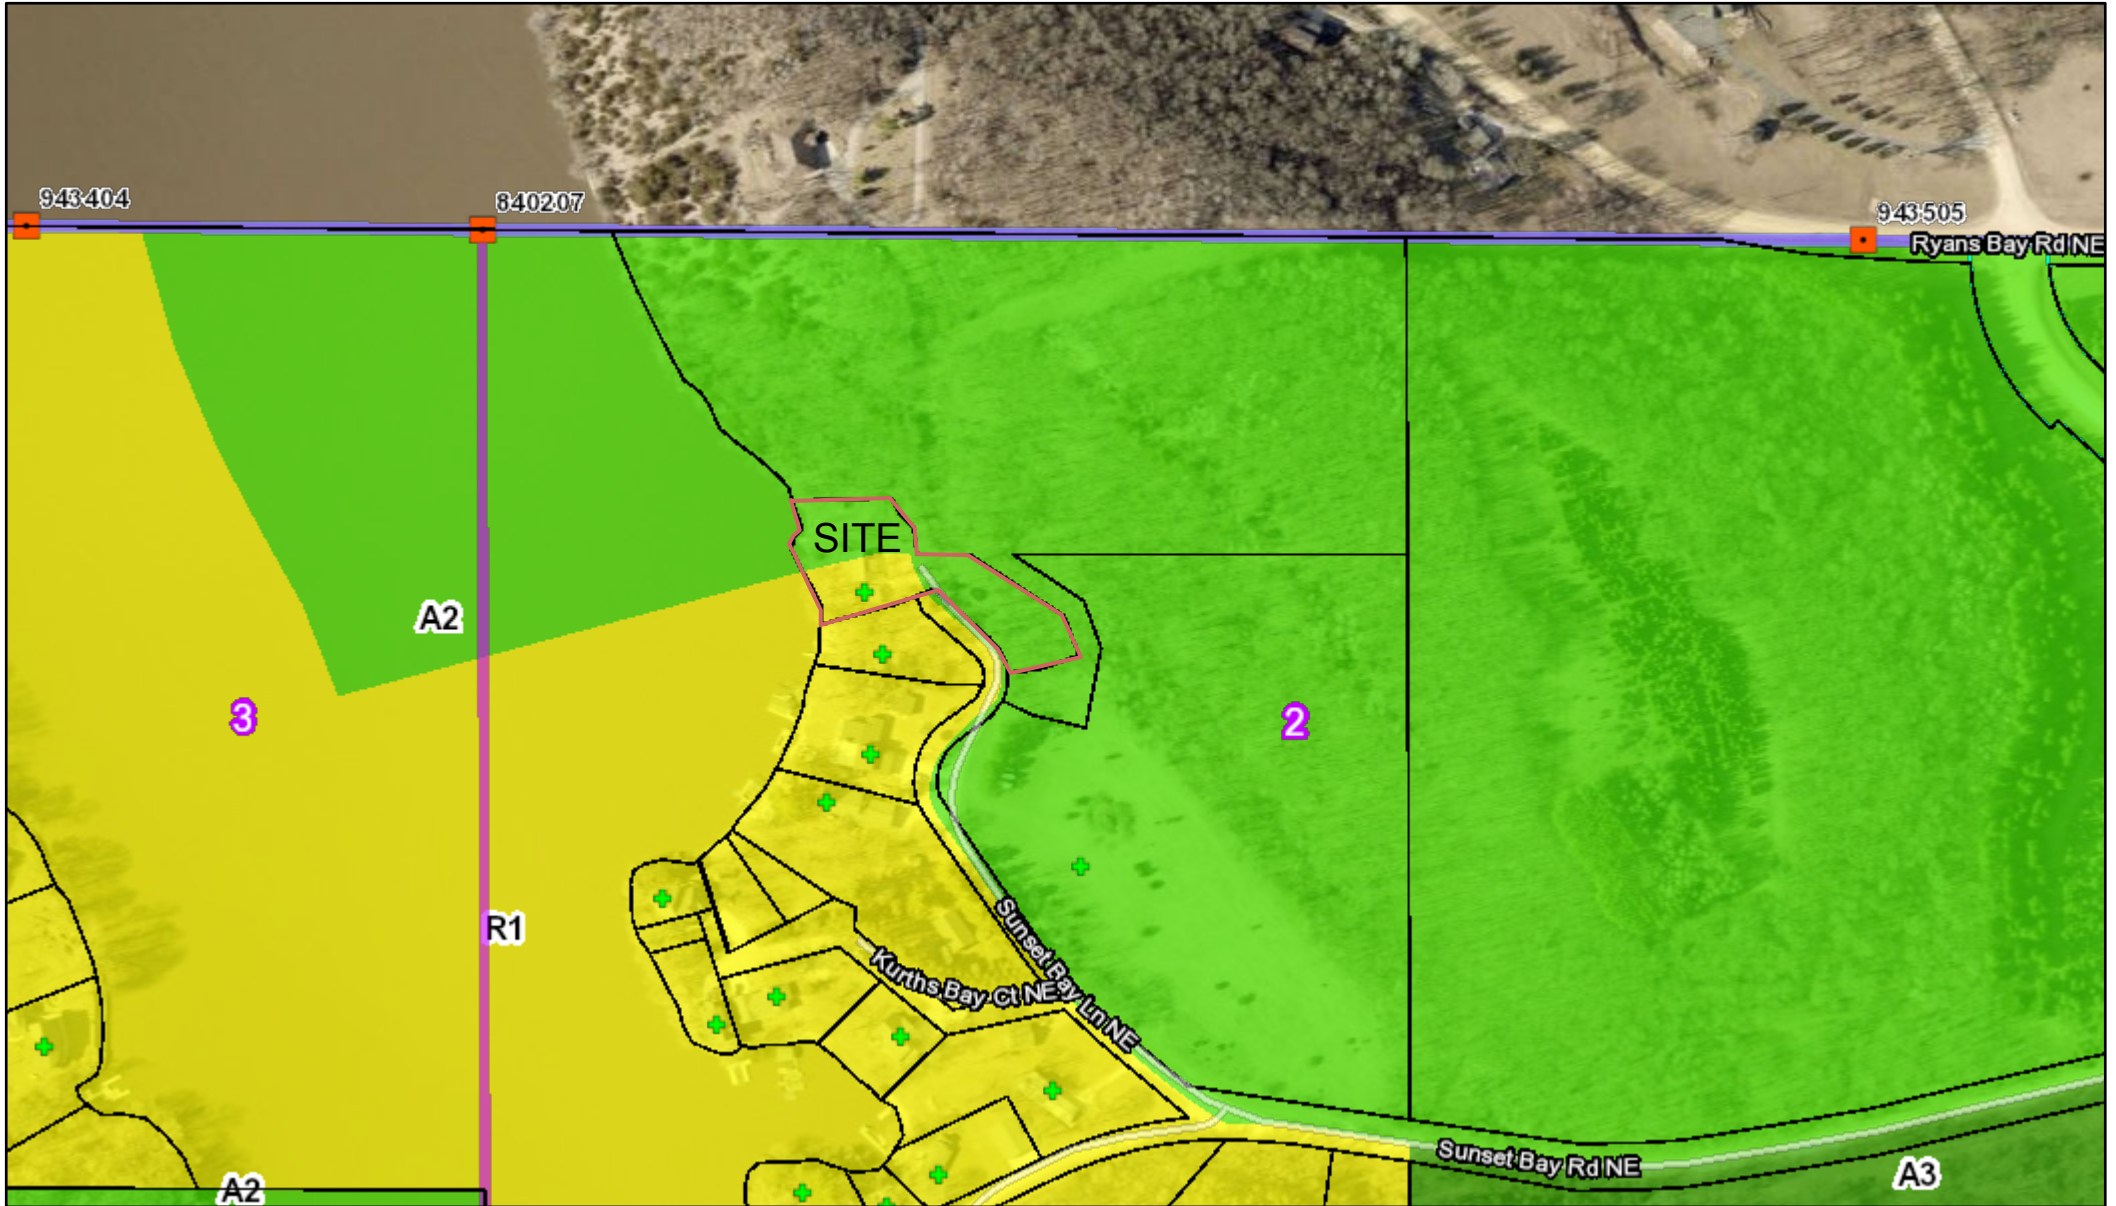 943404
840207
943505
Ryans Bay Rd NE
SITE
A2
3
2
R1
Sunset Bay Ln NE
Kurths Bay Ct NE
Sunset Bay Rd NE
A3
A2